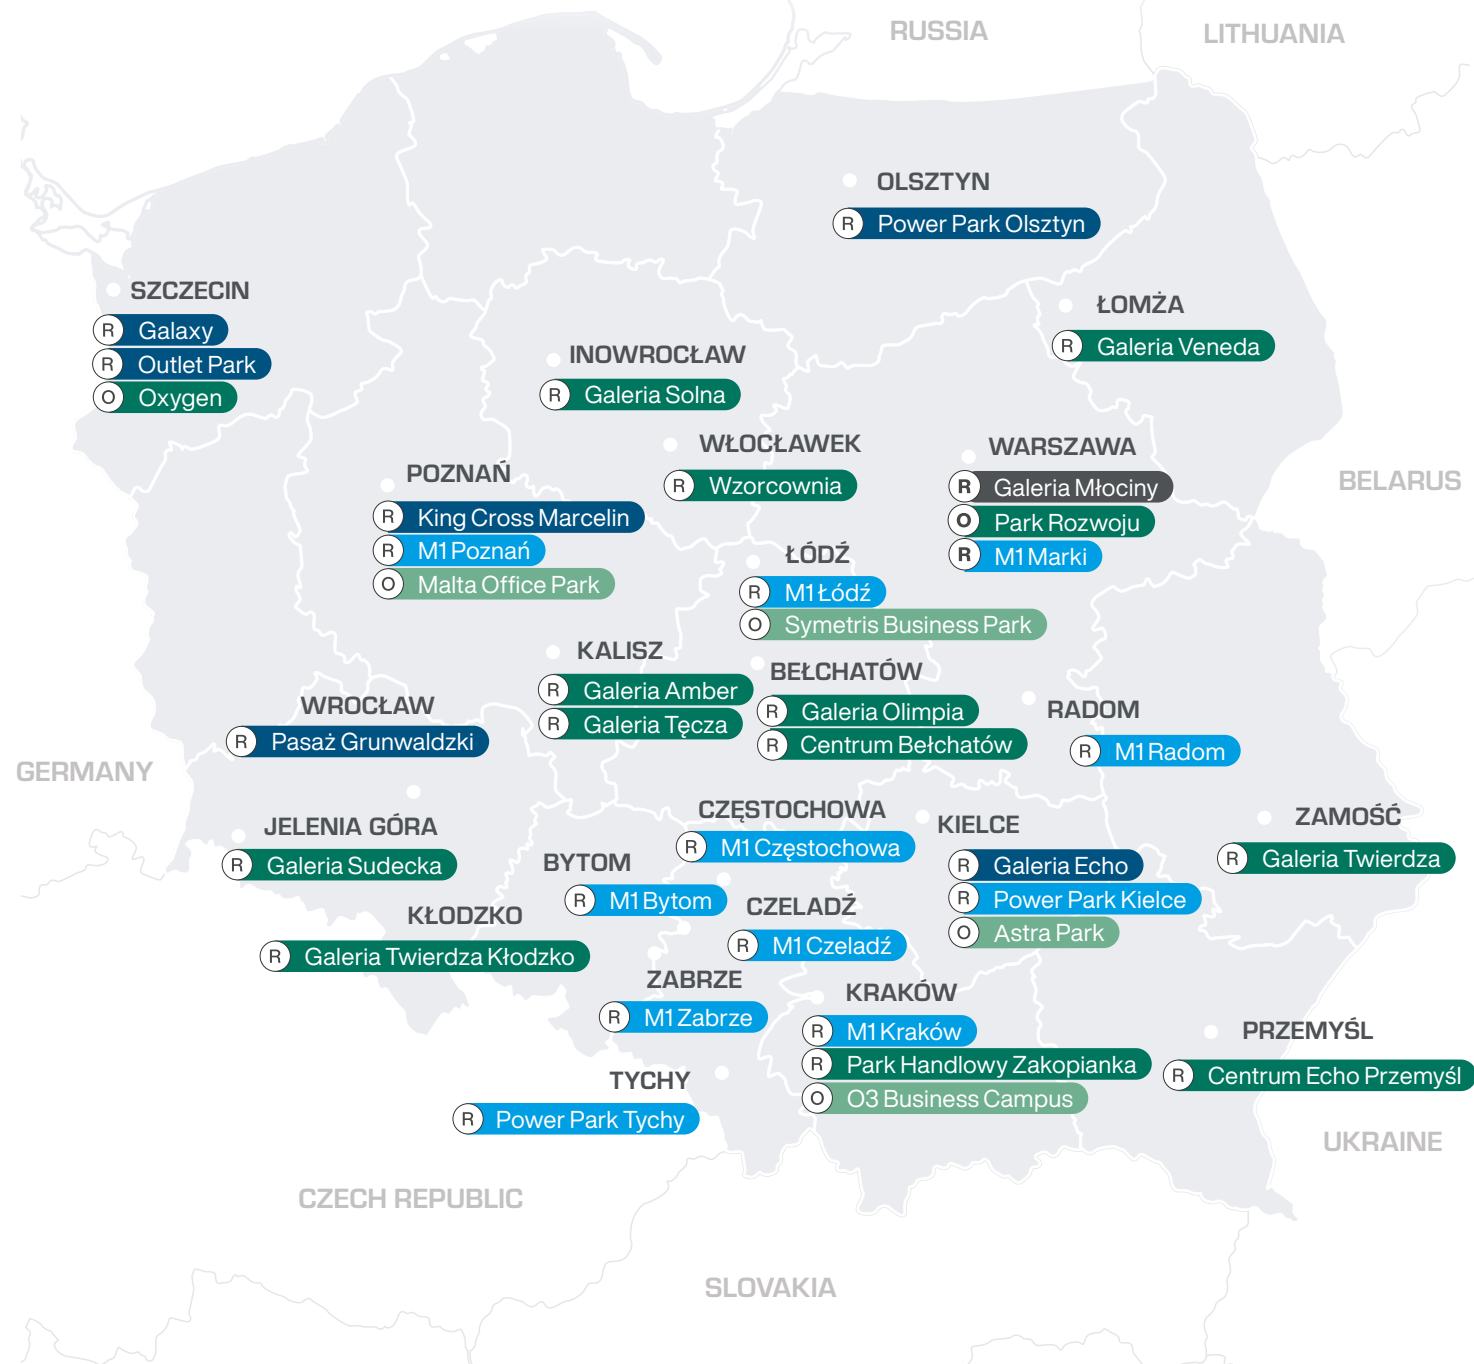 RUSSIA
LITHUANIA
OLSZTYN
R Power Park Olsztyn
SZCZECIN
R Galaxy
R Outlet Park
O Oxygen
ŁOMŻA
R Galeria Veneda
INOWROCŁAW
R Galeria Solna
WŁOCŁAWEK
R Wzorcownia
WARSZAWA
R Galeria Młociny
O Park Rozwoju
R M1 Marki
BELARUS
POZNAŃ
R King Cross Marcelin
R M1 Poznań
O Malta Office Park
ŁÓDŹ
R M1 Łódź
O Symetris Business Park
KALISZ
R Galeria Amber
R Galeria Tęcza
BEŁCHATÓW
R Galeria Olimpia
R Centrum Bełchatów
WROCŁAW
R Pasaż Grunwaldzki
RADOM
R M1 Radom
GERMANY
JELENIA GÓRA
R Galeria Sudecka
CZĘSTOCHOWA
R M1 Częstochowa
KIELCE
R Galeria Echo
R Power Park Kielce
O Astra Park
ZAMOŚĆ
R Galeria Twierdza
BYTOM
R M1 Bytom
KŁODZKO
R Galeria Twierdza Kłodzko
CZELADŹ
R M1 Czeladź
ZABRZE
R M1 Zabrze
KRAKÓW
R M1 Kraków
R Park Handlowy Zakopianka
O O3 Business Campus
PRZEMYŚL
R Centrum Echo Przemyśl
TYCHY
R Power Park Tychy
UKRAINE
CZECH REPUBLIC
SLOVAKIA